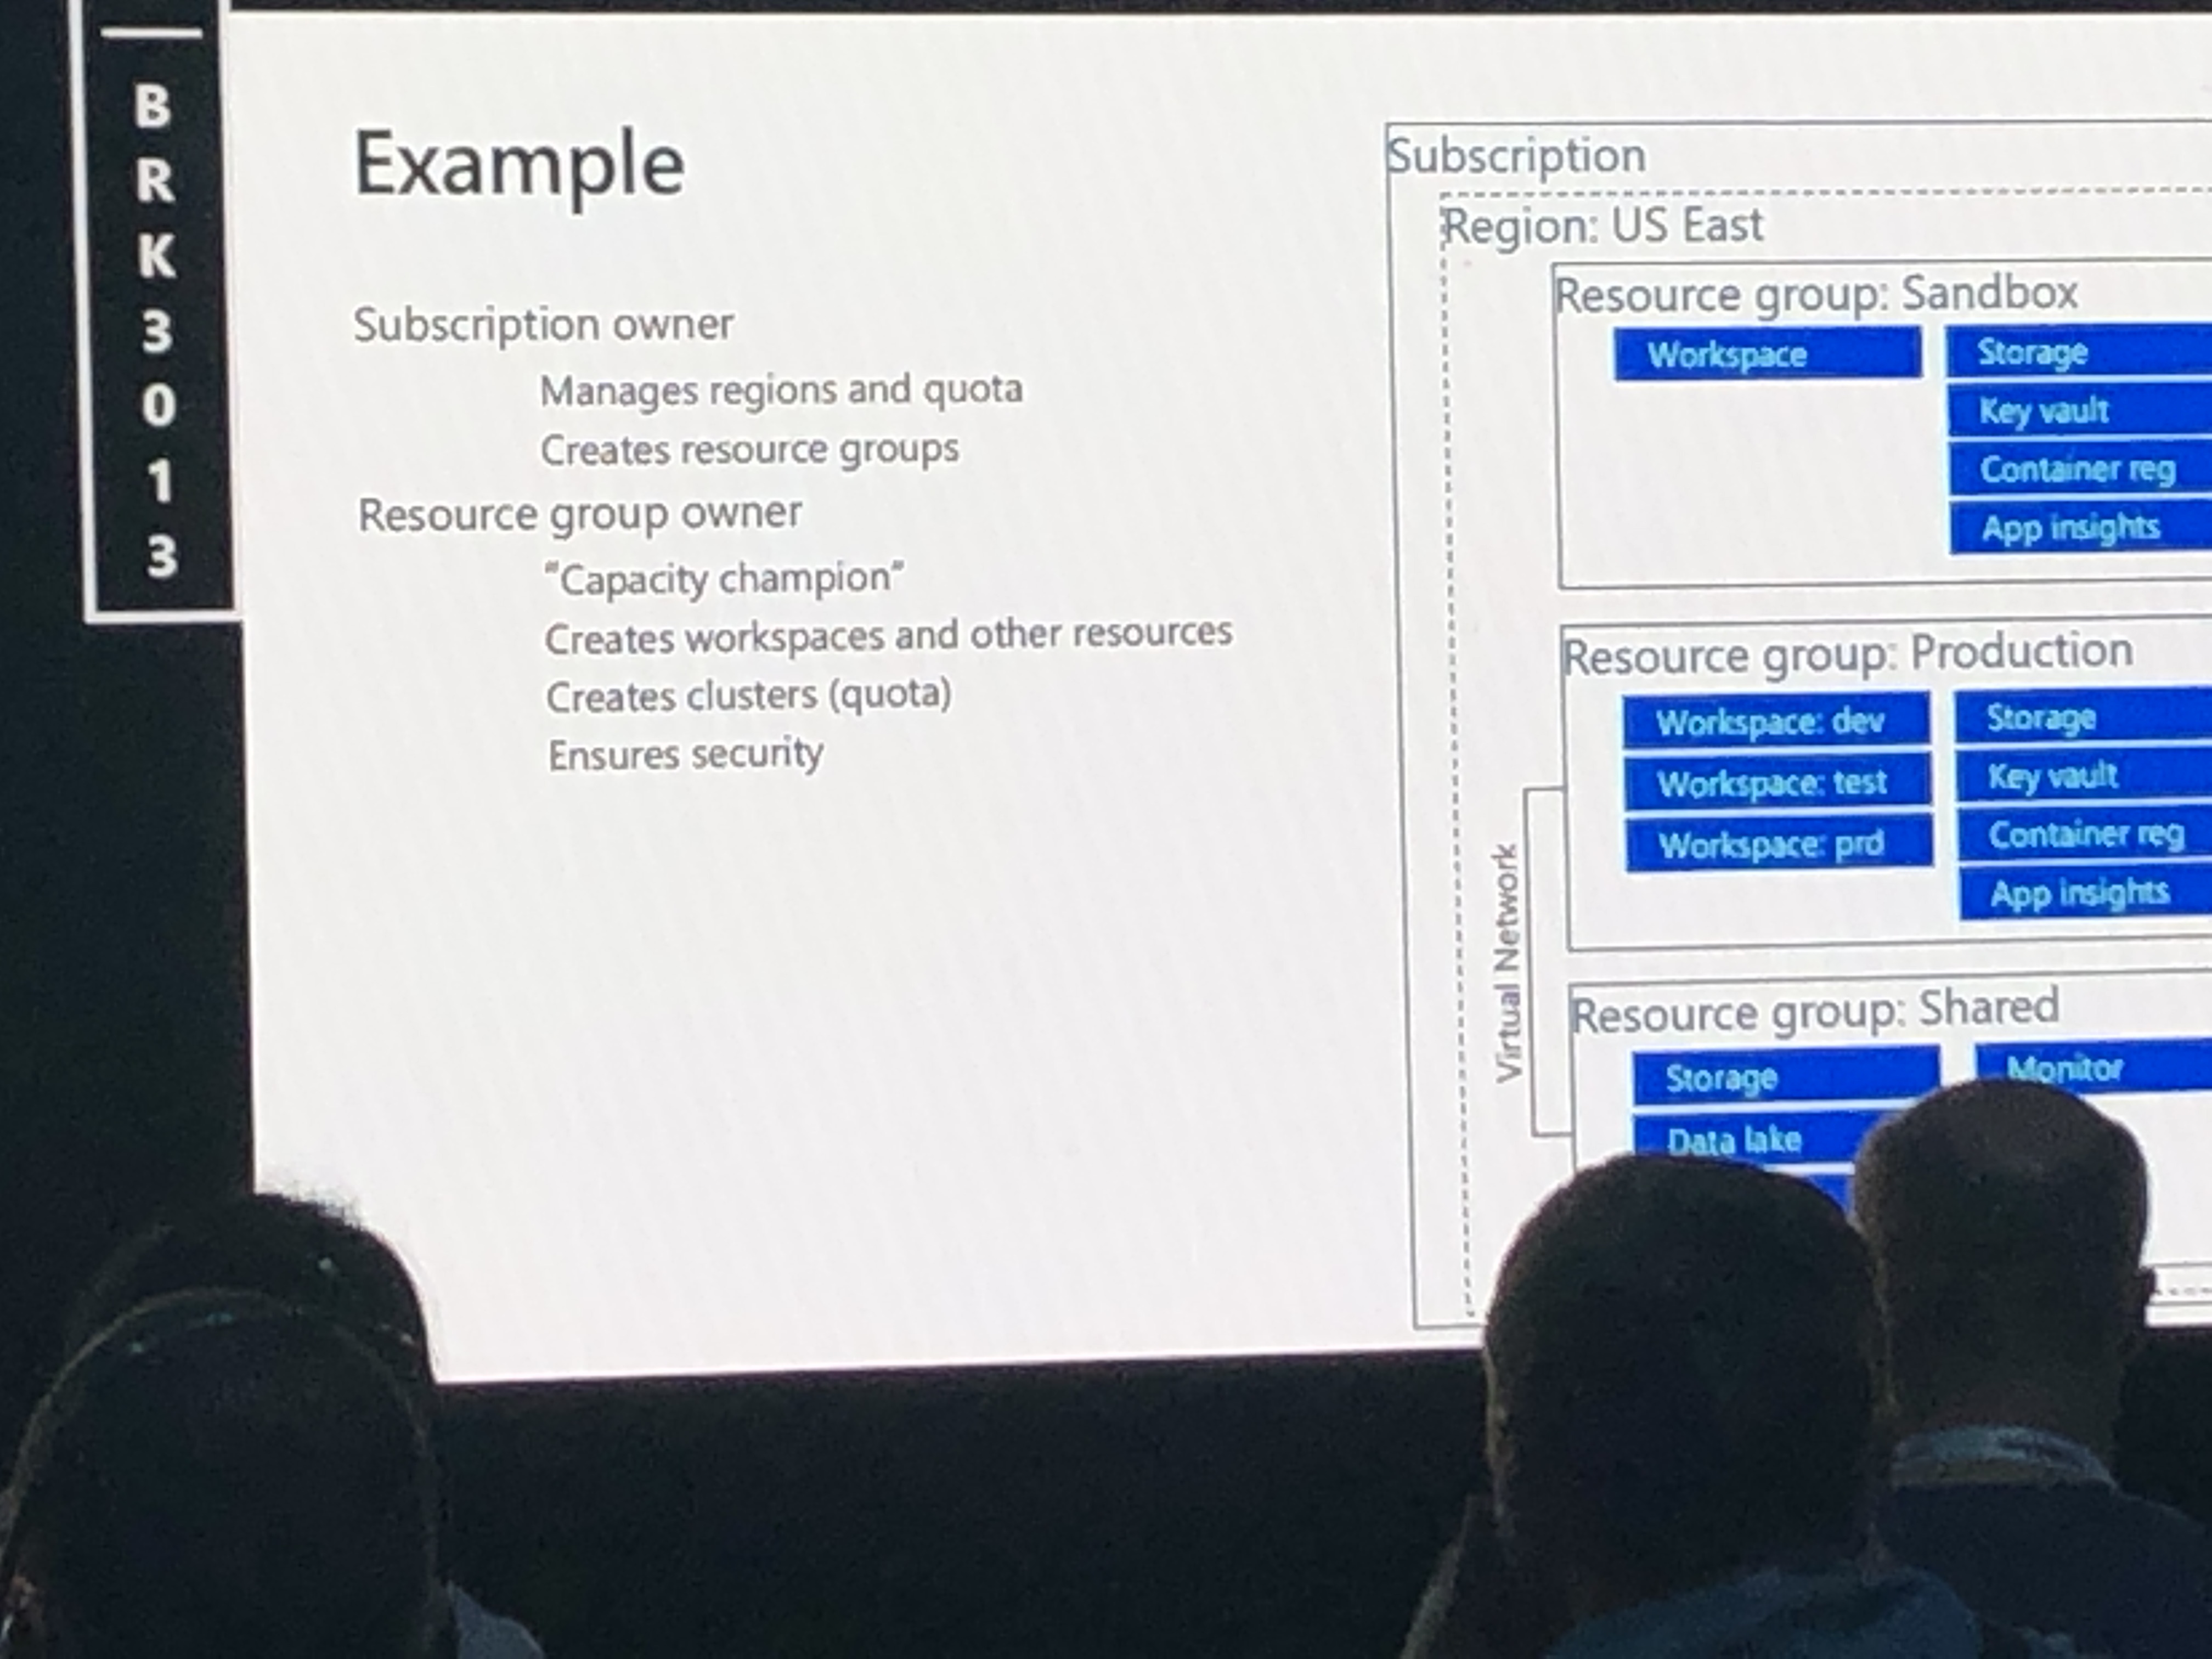 BRK3013
Example
Subscription owner
Manages regions and quota
Creates resource groups
Resource group owner
"Capacity champion"
Creates workspaces and other resources
Creates clusters (quota)
Ensures security
Subscription
Region: US East
Resource group: Sandbox
Workspace
Storage
Key vault
Container reg
App insights
Resource group: Production
Workspace: dev
Workspace: test
Workspace: prd
Storage
Key vault
Container reg
App insights
Virtual Network
Resource group: Shared
Storage
Data lake
Monitor